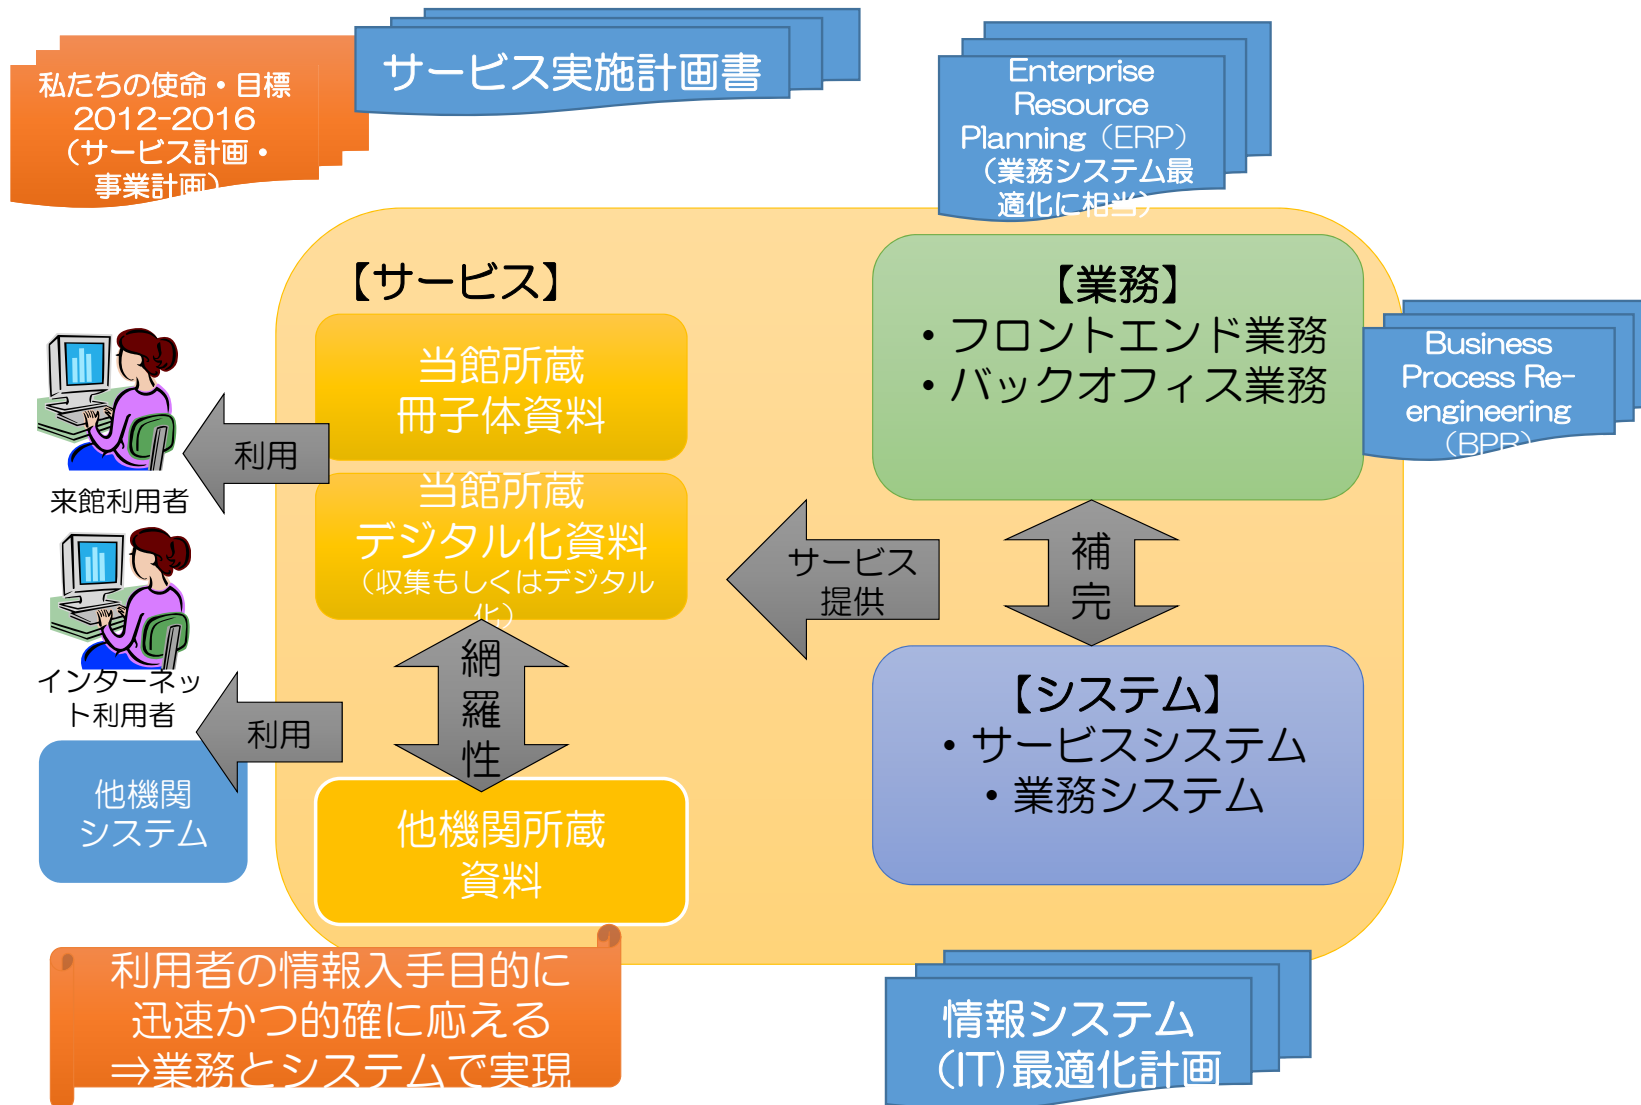 私たちの使命・目標
2012-2016
（サービス計画・
事業計画）
サービス実施計画書
Enterprise
Resource
Planning（ERP）
（業務システム最
適化に相当）
【サービス】
当館所蔵
冊子体資料
当館所蔵
デジタル化資料
（収集もしくはデジタル
化）
網
羅
性
他機関所蔵
資料
【業務】
・フロントエンド業務
・バックオフィス業務
Business
Process Re-
engineering
（BPR）
利用
来館利用者
サービス
提供
補
完
インターネッ
ト利用者
利用
他機関
システム
【システム】
・サービスシステム
・業務システム
利用者の情報入手目的に
迅速かつ的確に応える
⇒業務とシステムで実現
情報システム
(IT)最適化計画